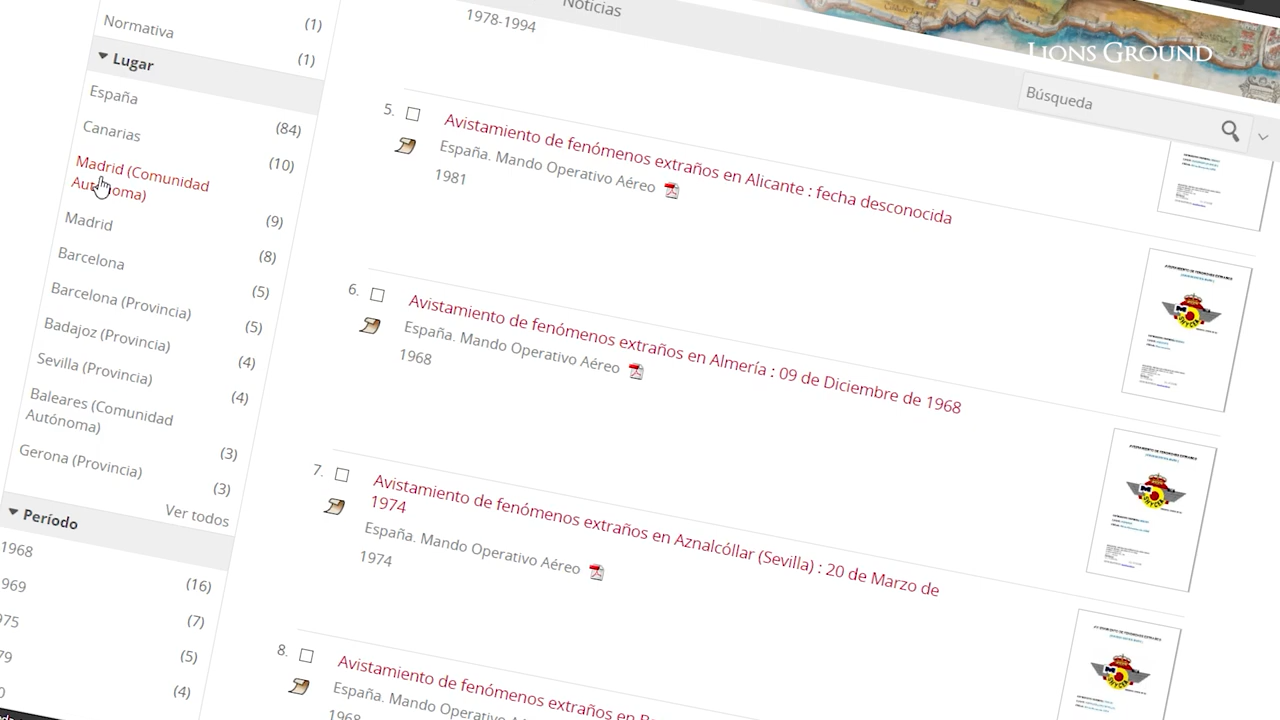 Noticias
LIONS GROUND
Búsqueda
Normativa (1)
(1)
Lugar
España (84)
Canarias (10)
Madrid (Comunidad
Autónoma) (9)
Madrid (8)
Barcelona (5)
Barcelona (Provincia) (5)
Badajoz (Provincia) (4)
Sevilla (Provincia) (4)
Baleares (Comunidad
Autónoma) (3)
Gerona (Provincia) (3)
Ver todos
Período
1968 (16)
969 (7)
975 (5)
79 (4)
1978-1994
5. Avistamiento de fenómenos extraños en Alicante : fecha desconocida
España. Mando Operativo Aéreo
1981
6. Avistamiento de fenómenos extraños en Almería : 09 de Diciembre de 1968
España. Mando Operativo Aéreo
1968
7. Avistamiento de fenómenos extraños en Aznalcóllar (Sevilla) : 20 de Marzo de
1974
España. Mando Operativo Aéreo
1974
8. Avistamiento de fenómenos extraños en
España. Mando Operativo
1968